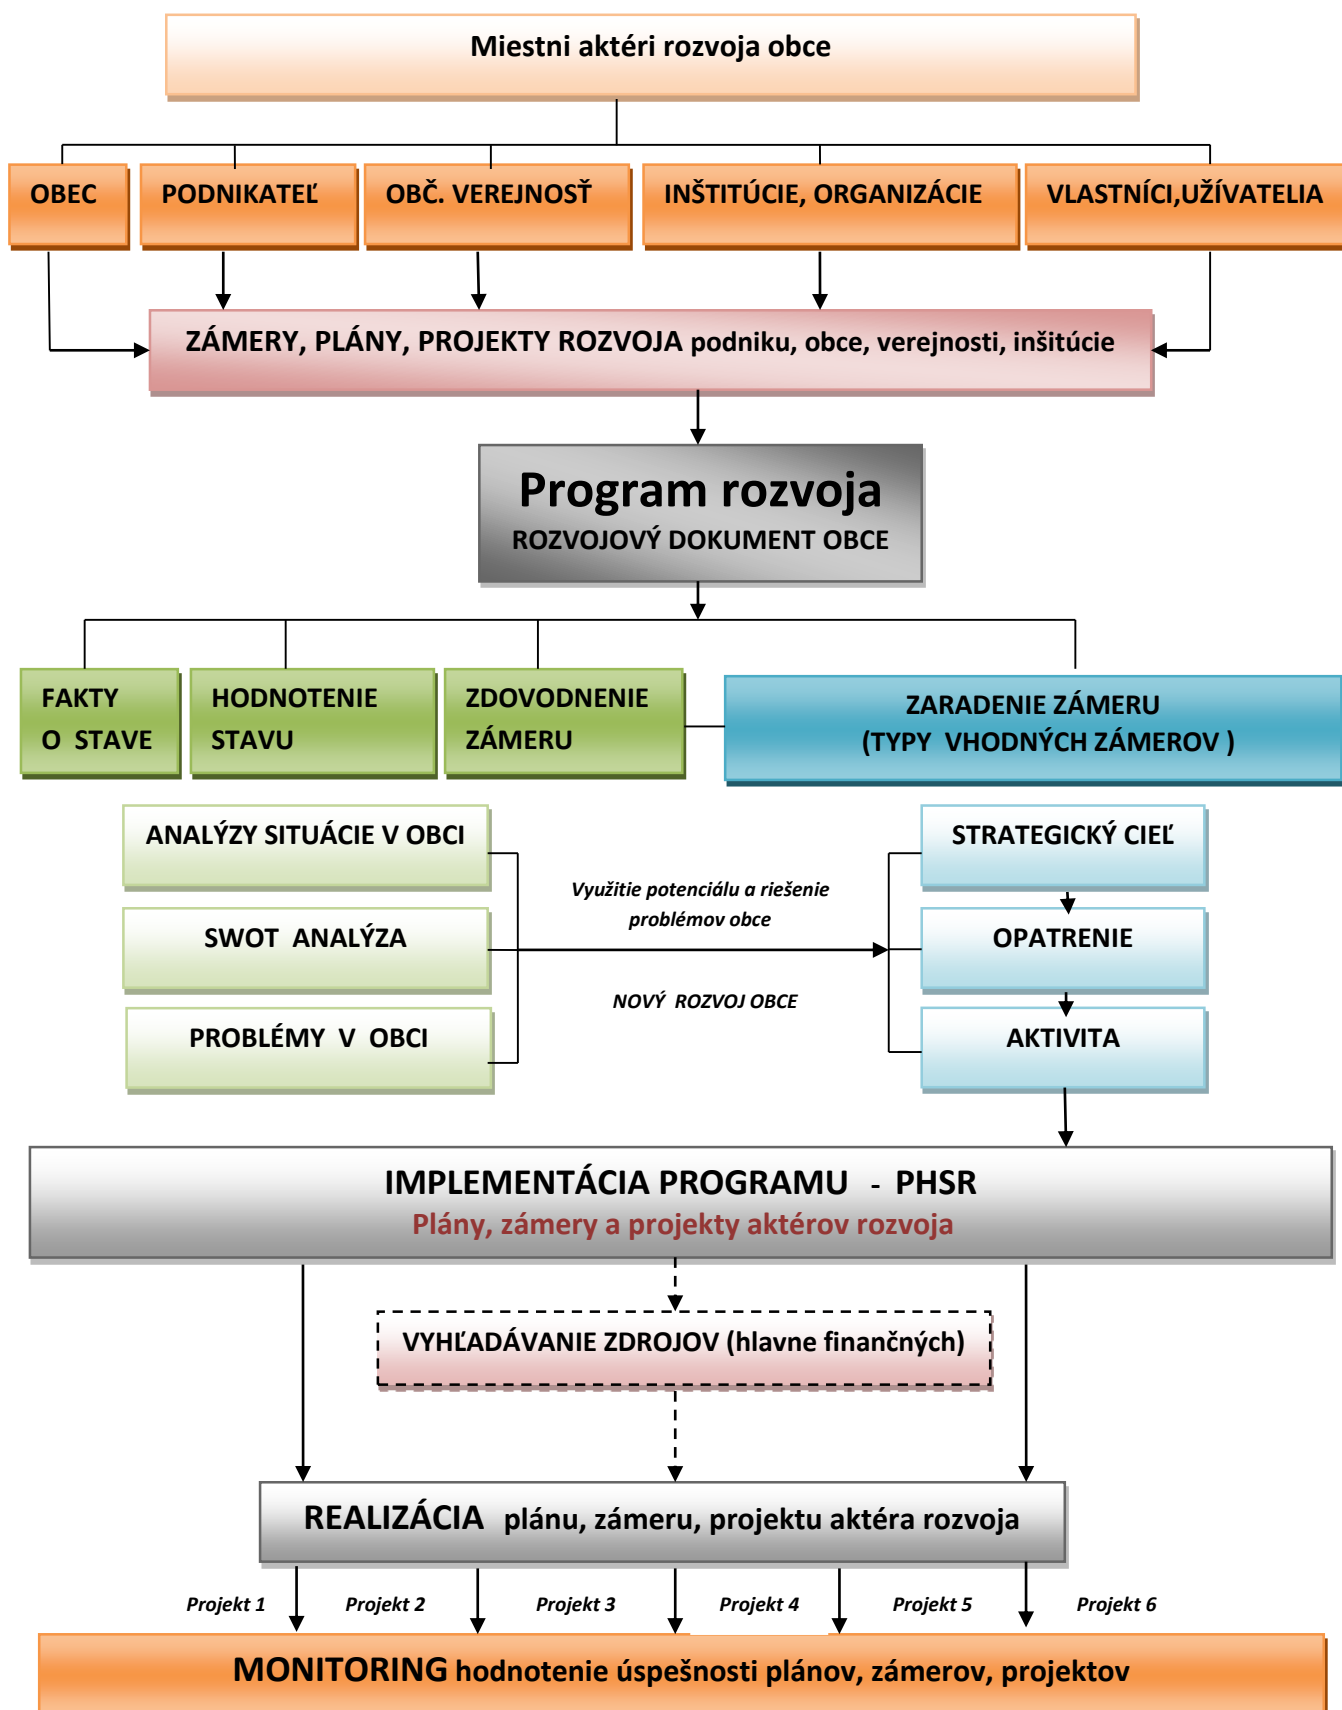 Miestni aktéri rozvoja obce
OBEC
PODNIKATEĽ
OBČ. VEREJNOSŤ
INŠTITÚCIE, ORGANIZÁCIE
VLASTNÍCI,UŽÍVATELIA
ZÁMERY, PLÁNY, PROJEKTY ROZVOJA podniku, obce, verejnosti, inšitúcie
Program rozvoja
ROZVOJOVÝ DOKUMENT OBCE
FAKTY
O STAVE
HODNOTENIE
STAVU
ZDOVODNENIE
ZÁMERU
ZARADENIE ZÁMERU
(TYPY VHODNÝCH ZÁMEROV )
ANALÝZY SITUÁCIE V OBCI
SWOT ANALÝZA
PROBLÉMY V OBCI
Využitie potenciálu a riešenie
problémov obce
NOVÝ ROZVOJ OBCE
STRATEGICKÝ CIEĽ
OPATRENIE
AKTIVITA
IMPLEMENTÁCIA PROGRAMU - PHSR
Plány, zámery a projekty aktérov rozvoja
VYHĽADÁVANIE ZDROJOV (hlavne finančných)
REALIZÁCIA plánu, zámeru, projektu aktéra rozvoja
Projekt 1
Projekt 2
Projekt 3
Projekt 4
Projekt 5
Projekt 6
MONITORING hodnotenie úspešnosti plánov, zámerov, projektov